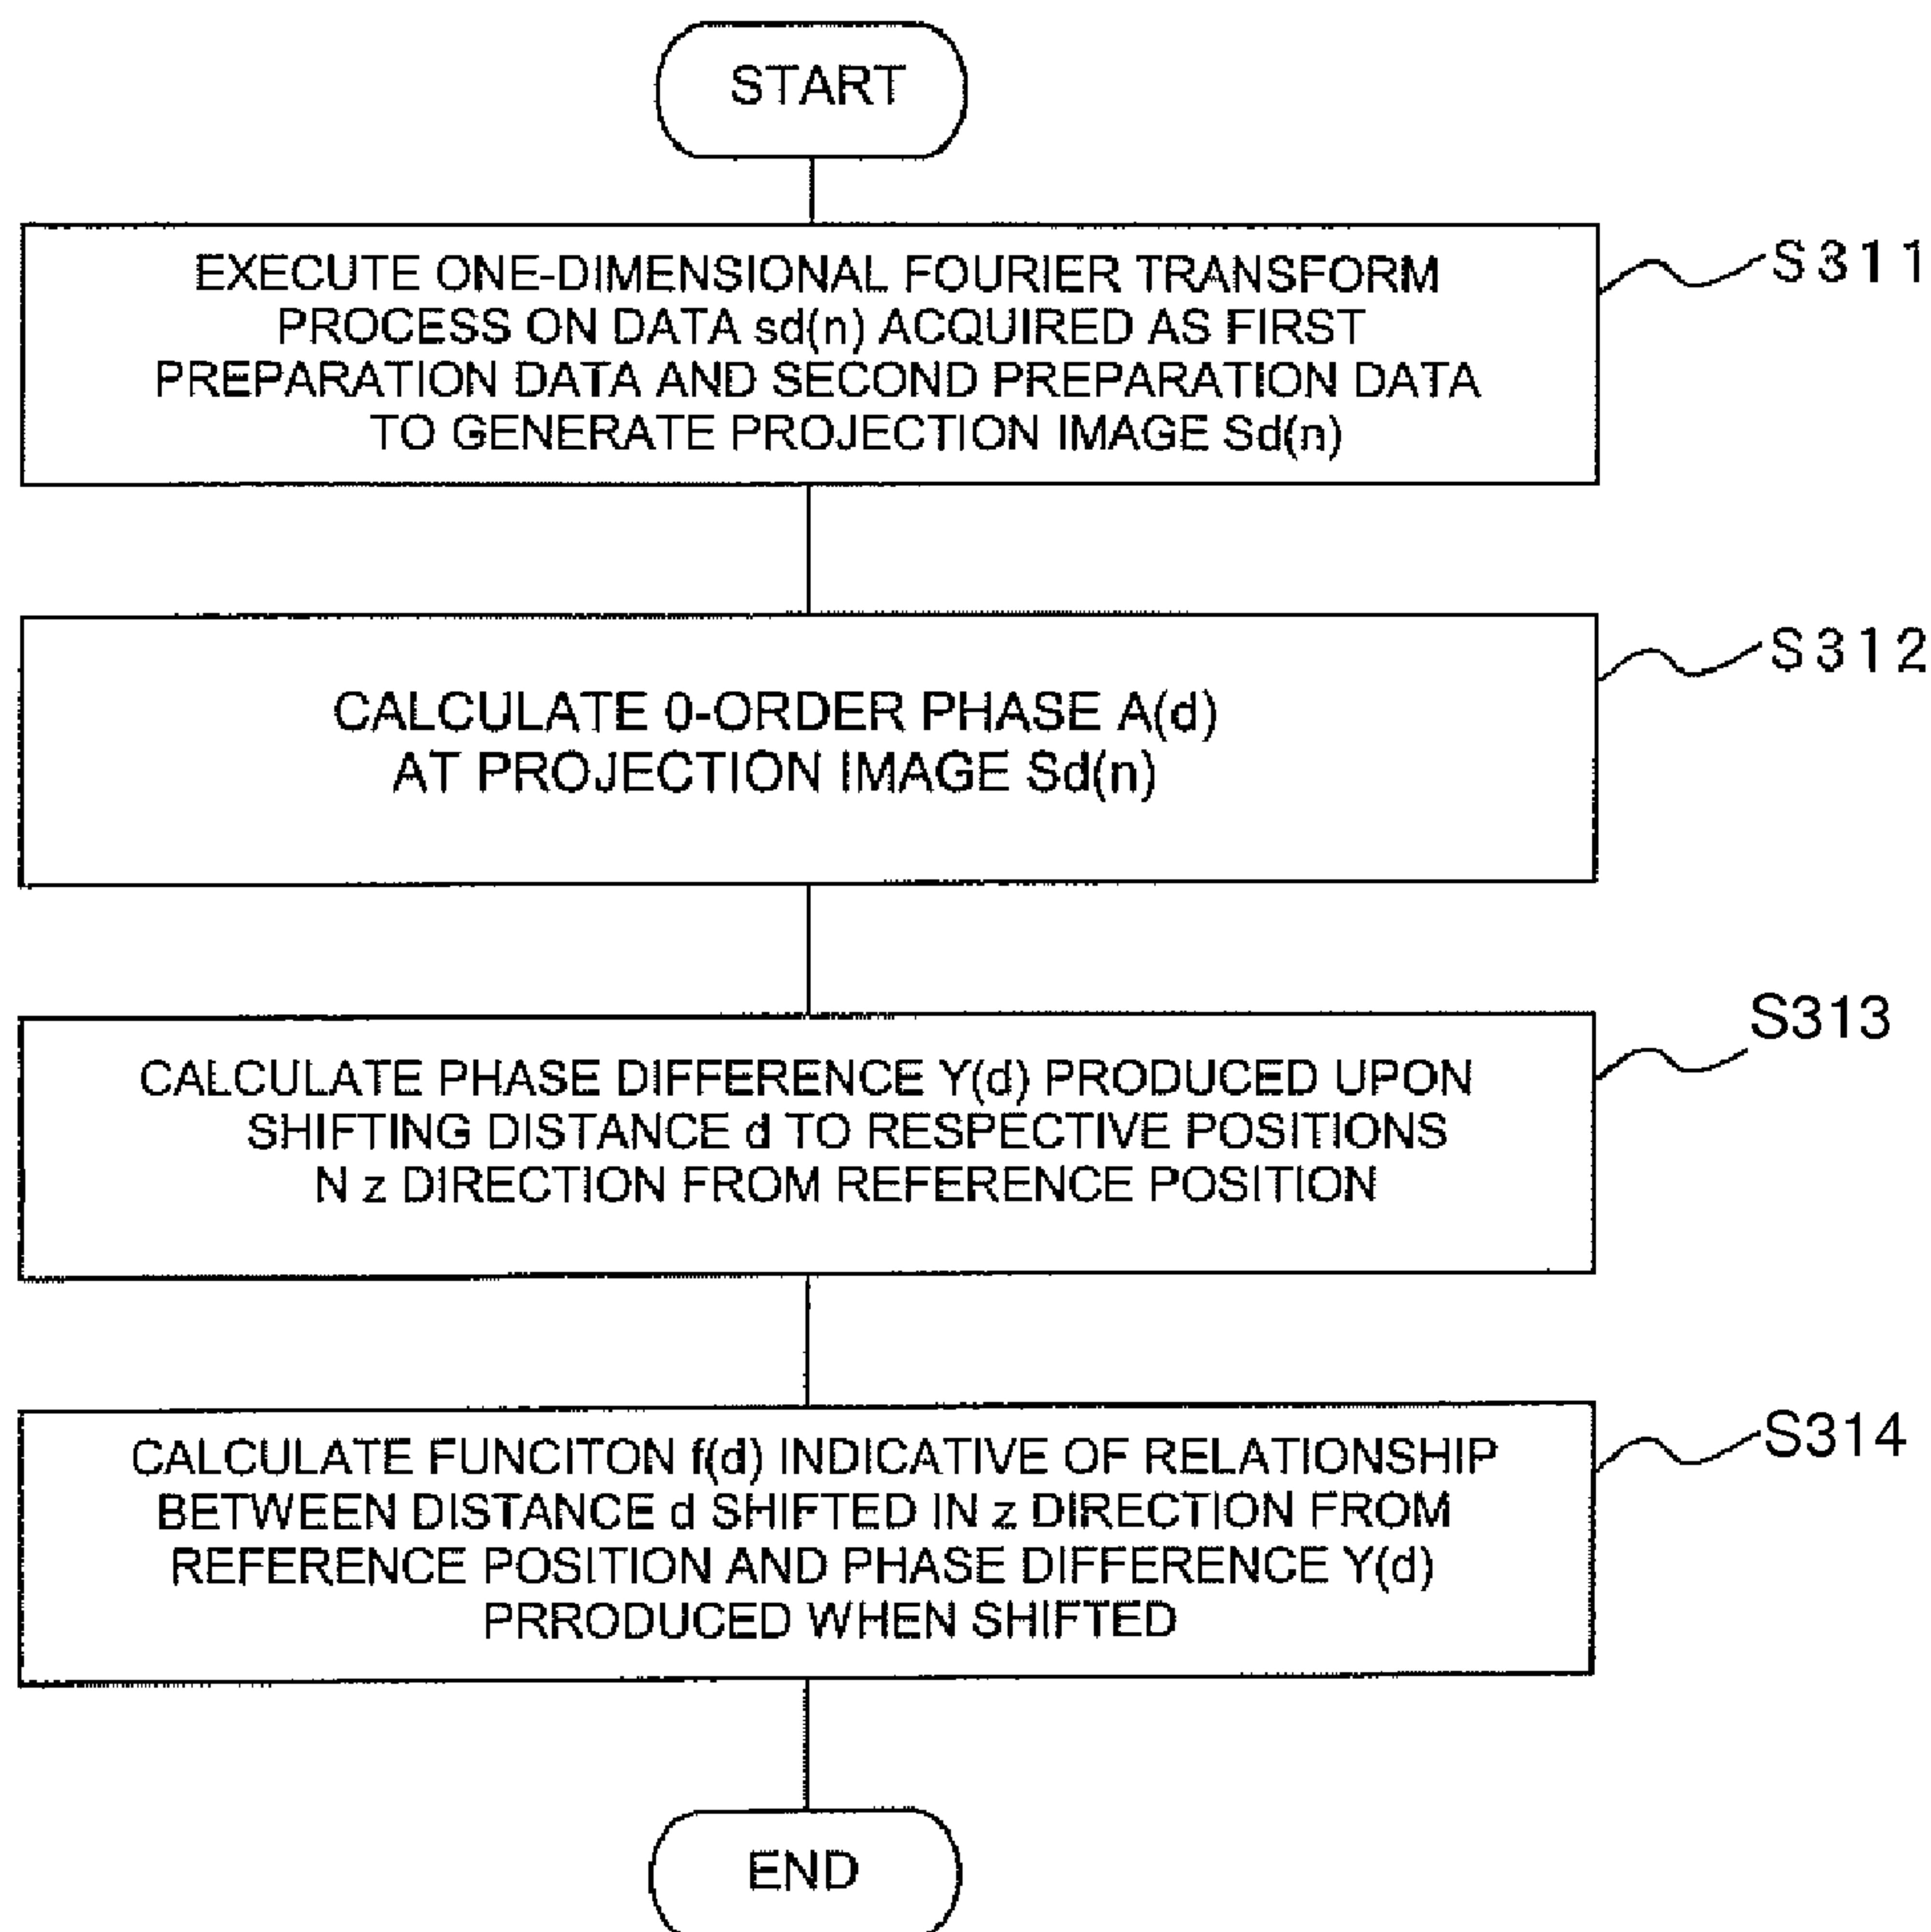 START
EXECUTE ONE-DIMENSIONAL FOURIER TRANSFORM
PROCESS ON DATA sd(n) ACQUIRED AS FIRST
PREPARATION DATA AND SECOND PREPARATION DATA
TO GENERATE PROJECTION IMAGE Sd(n)
S311
CALCULATE 0-ORDER PHASE A(d)
AT PROJECTION IMAGE Sd(n)
S312
CALCULATE PHASE DIFFERENCE Y(d) PRODUCED UPON
SHIFTING DISTANCE d TO RESPECTIVE POSITIONS
N z DIRECTION FROM REFERENCE POSITION
S313
CALCULATE FUNCITON f(d) INDICATIVE OF RELATIONSHIP
BETWEEN DISTANCE d SHIFTED IN z DIRECTION FROM
REFERENCE POSITION AND PHASE DIFFERENCE Y(d)
PRRODUCED WHEN SHIFTED
S314
END